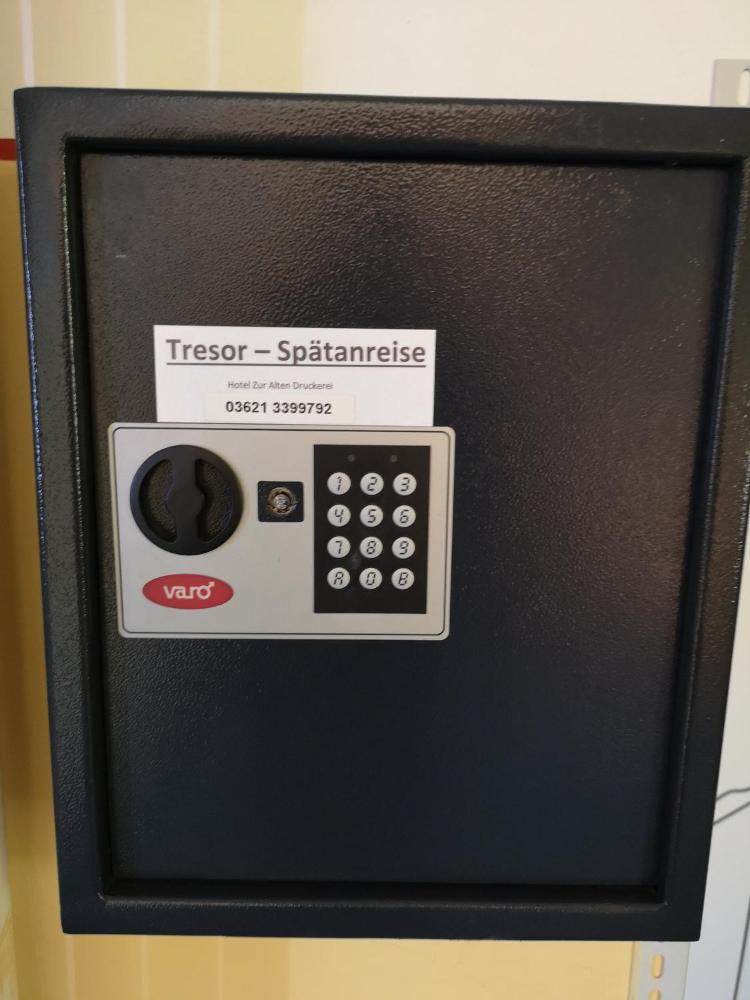 Tresor – Spätanreise
Hotel Zur Alten Druckerei
03621 3399792
1 2 3
4 5 6
7 8 9
A 0 B
varo